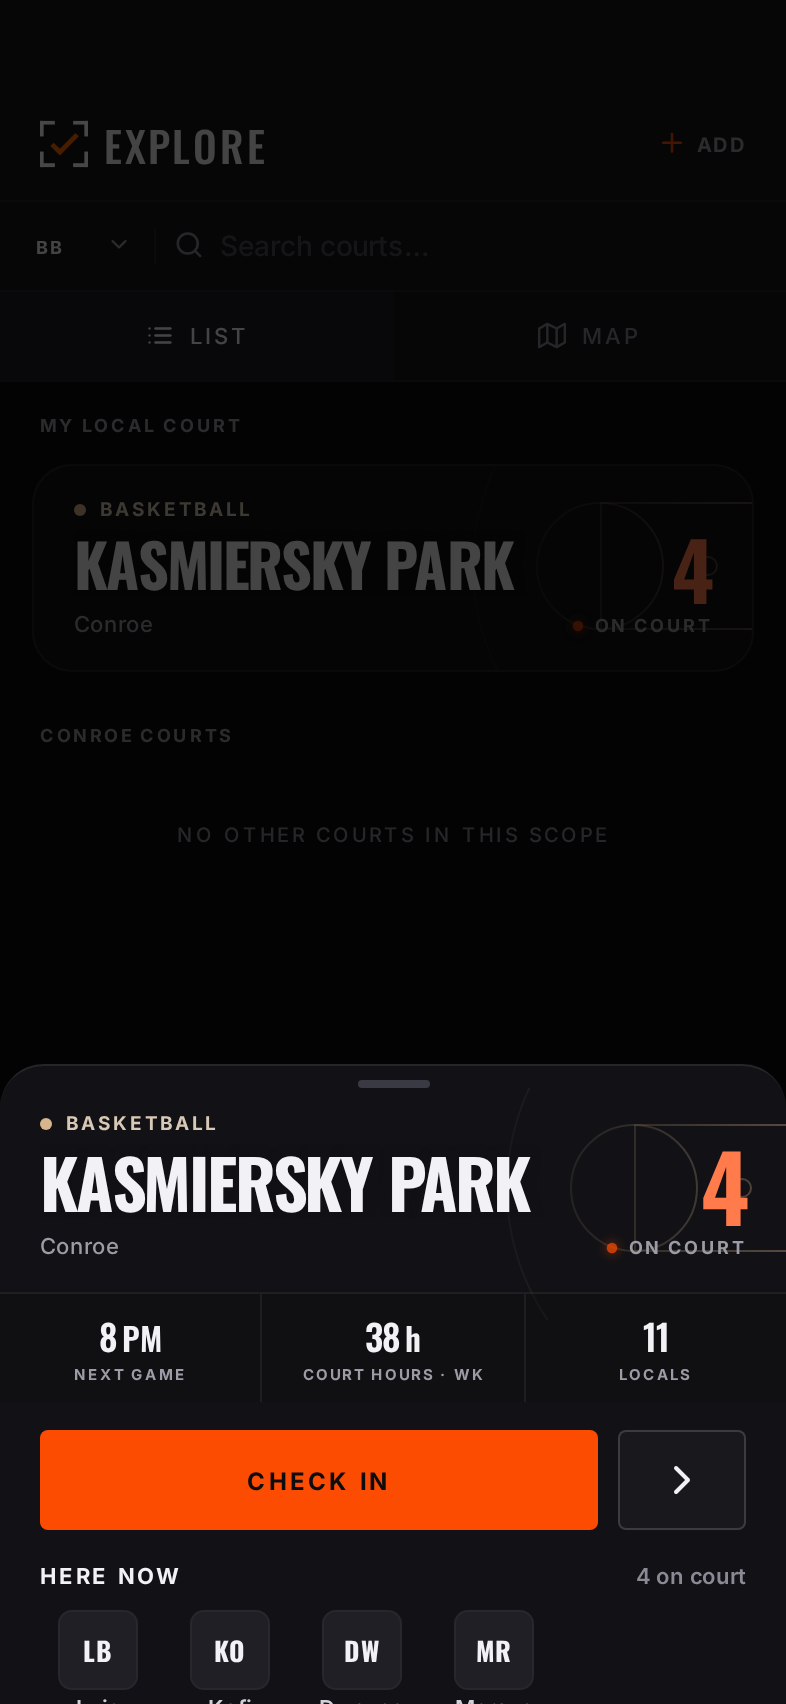 EXPLORE
ADD
BB
Search courts...
LIST
MAP
MY LOCAL COURT
BASKETBALL
KASMIERSKY PARK
4
Conroe
ON COURT
CONROE COURTS
NO OTHER COURTS IN THIS SCOPE
BASKETBALL
KASMIERSKY PARK
4
Conroe
ON COURT
8 PM
38 h
11
NEXT GAME
COURT HOURS · WK
LOCALS
CHECK IN
HERE NOW
4 on court
LB
KO
DW
MR